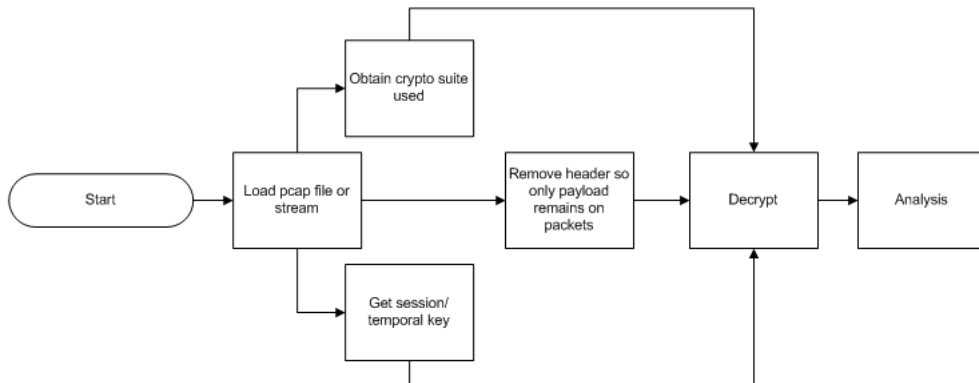 Obtain crypto suite
used
Start
Load pcap file or
stream
Remove header so
only payload
remains on
packets
Decrypt
Analysis
Get session/
temporal key